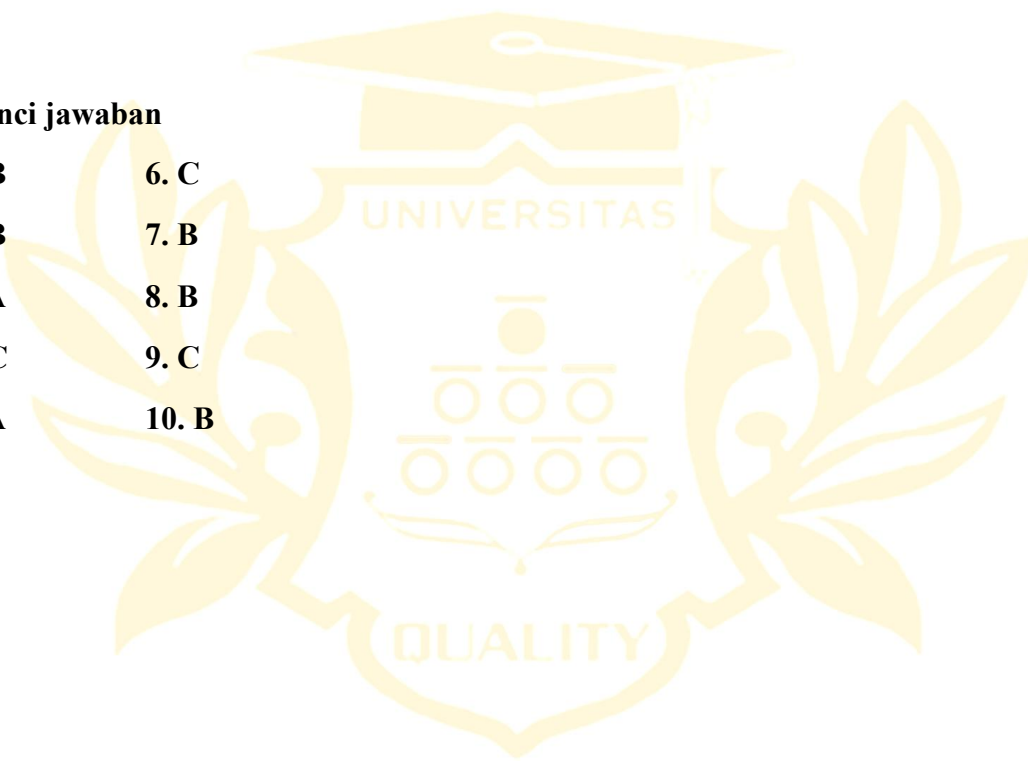 nci jawaban
B 6. C
B 7. B
A 8. B
C 9. C
A 10. B
UNIVERSITAS
QUALITY